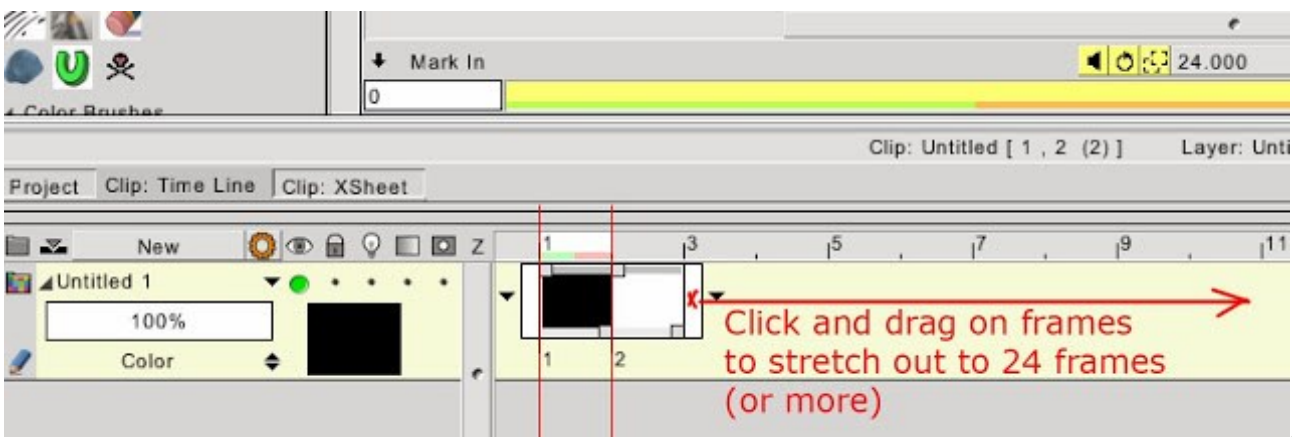 Mark In
24.000
0
Color Brushes
Clip: Untitled [ 1 , 2 (2) ] Layer: Unti
Project Clip: Time Line Clip: XSheet
New Z 1 3 5 7 9 11
Untitled 1
100%
Color
1 2
Click and drag on frames
to stretch out to 24 frames
(or more)